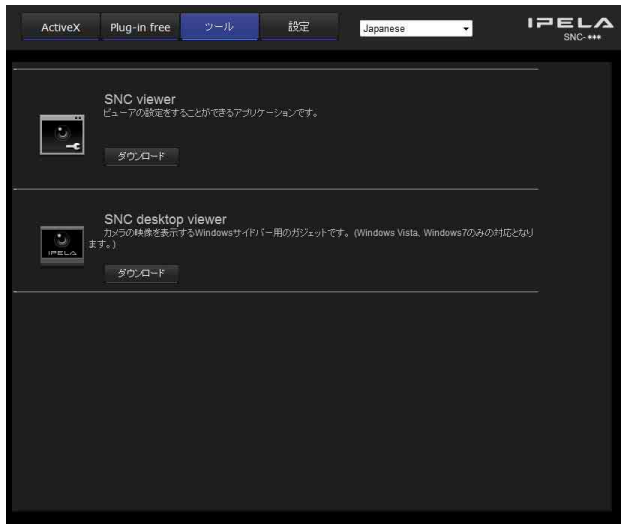 ActiveX Plug-in free ツール 設定 Japanese IPELA
SNC-***
SNC viewer
ビューアの設定をすることができるアプリケーションです。
ダウンロード
SNC desktop viewer
カメラの映像を表示するWindowsサイドバー用のガジェットです。(Windows Vista, Windows7のみの対応となり
ます。)
IPELA
ダウンロード